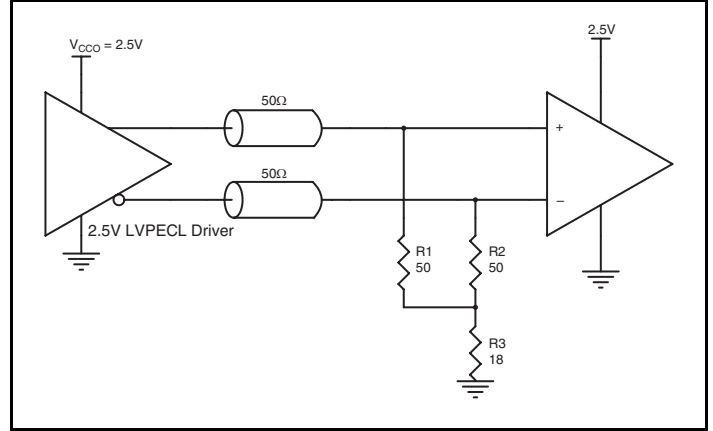 V_CCO = 2.5V
2.5V
50Ω
+
50Ω
–
2.5V LVPECL Driver
R1
50
R2
50
R3
18